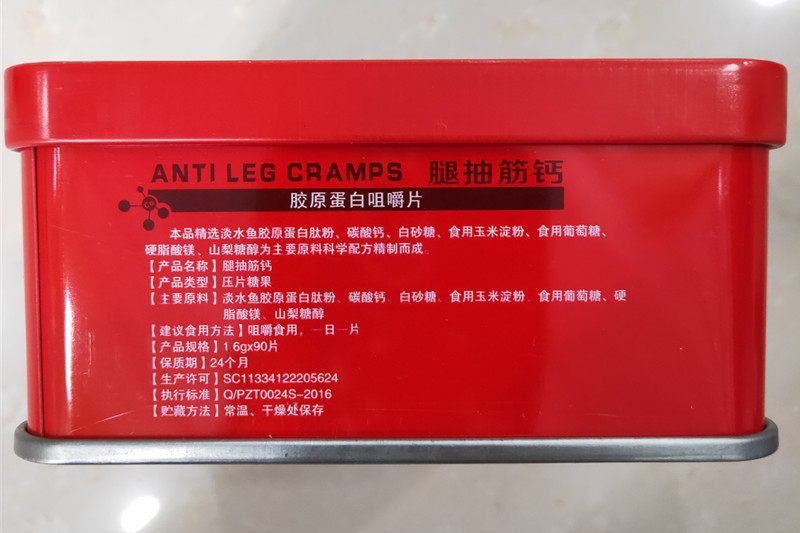 ANTI LEG CRAMPS 腿抽筋钙
胶原蛋白咀嚼片
本品精选淡水鱼胶原蛋白肽粉、碳酸钙、白砂糖、食用玉米淀粉、食用葡萄糖、
硬脂酸镁、山梨糖醇为主要原料科学配方精制而成。
【产品名称】腿抽筋钙
【产品类型】压片糖果
【主要原料】淡水鱼胶原蛋白肽粉、碳酸钙、白砂糖、食用玉米淀粉、食用葡萄糖、硬
脂酸镁、山梨糖醇
【建议食用方法】咀嚼食用，一日一片
【产品规格】1.6gx90片
【保质期】24个月
【生产许可】SC11334122205624
【执行标准】Q/PZT0024S-2016
【贮藏方法】常温、干燥处保存